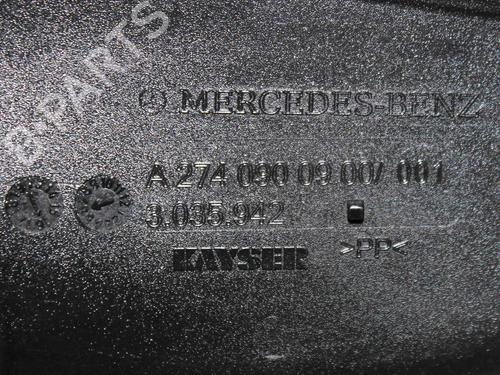 B-PARTS
MERCEDES-BENZ
A 274 090 09 00/ 001
3.035.942
KAYSER >PP<